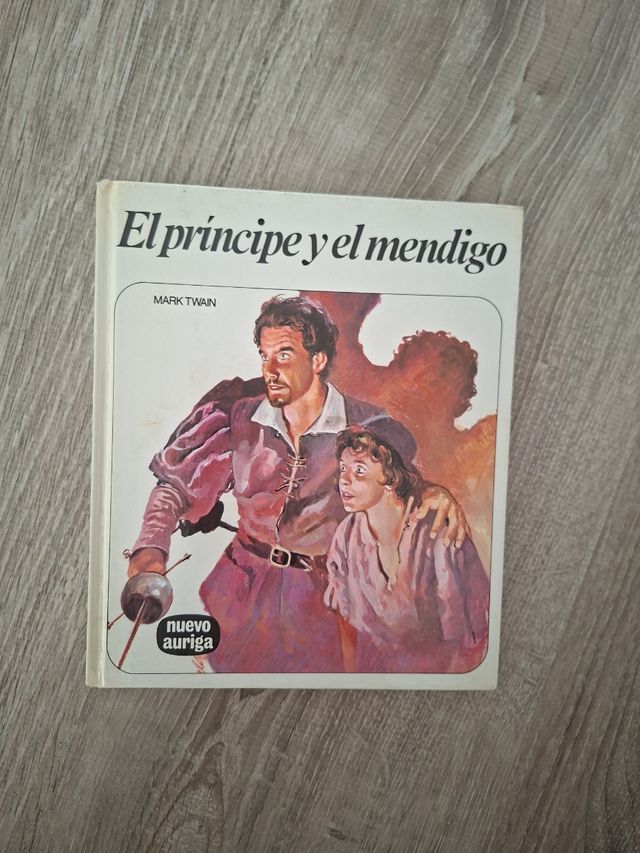 El príncipe y el mendigo
MARK TWAIN
nuevo
auriga